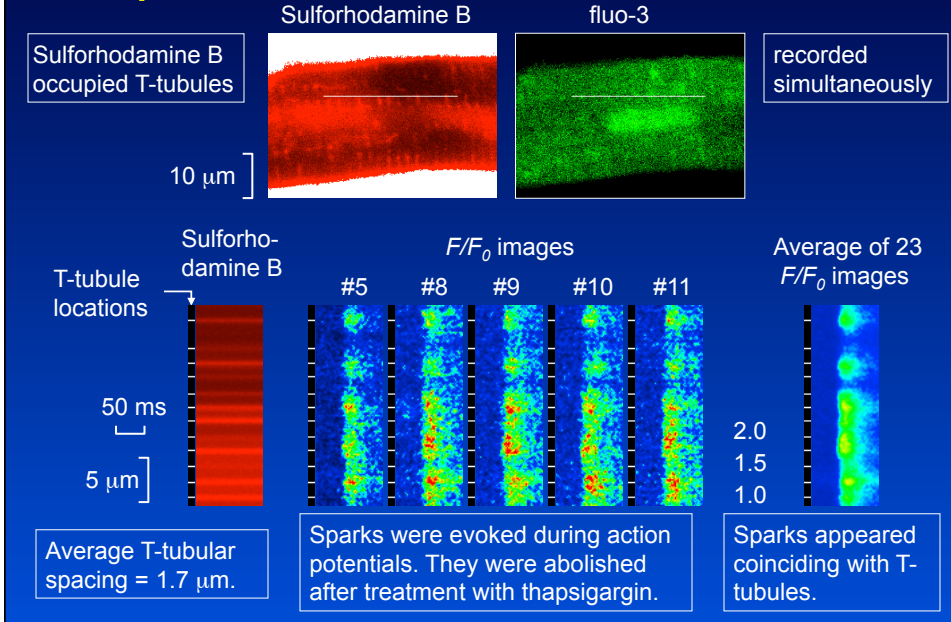 Sulforhodamine B
fluo-3
Sulforhodamine B
occupied T-tubules
recorded
simultaneously
10 μm
Sulforho-
damine B
F/F0 images
Average of 23
F/F0 images
T-tubule
locations
#5 #8 #9 #10 #11
50 ms
5 μm
2.0
1.5
1.0
Average T-tubular
spacing = 1.7 μm.
Sparks were evoked during action
potentials. They were abolished
after treatment with thapsigargin.
Sparks appeared
coinciding with T-
tubules.